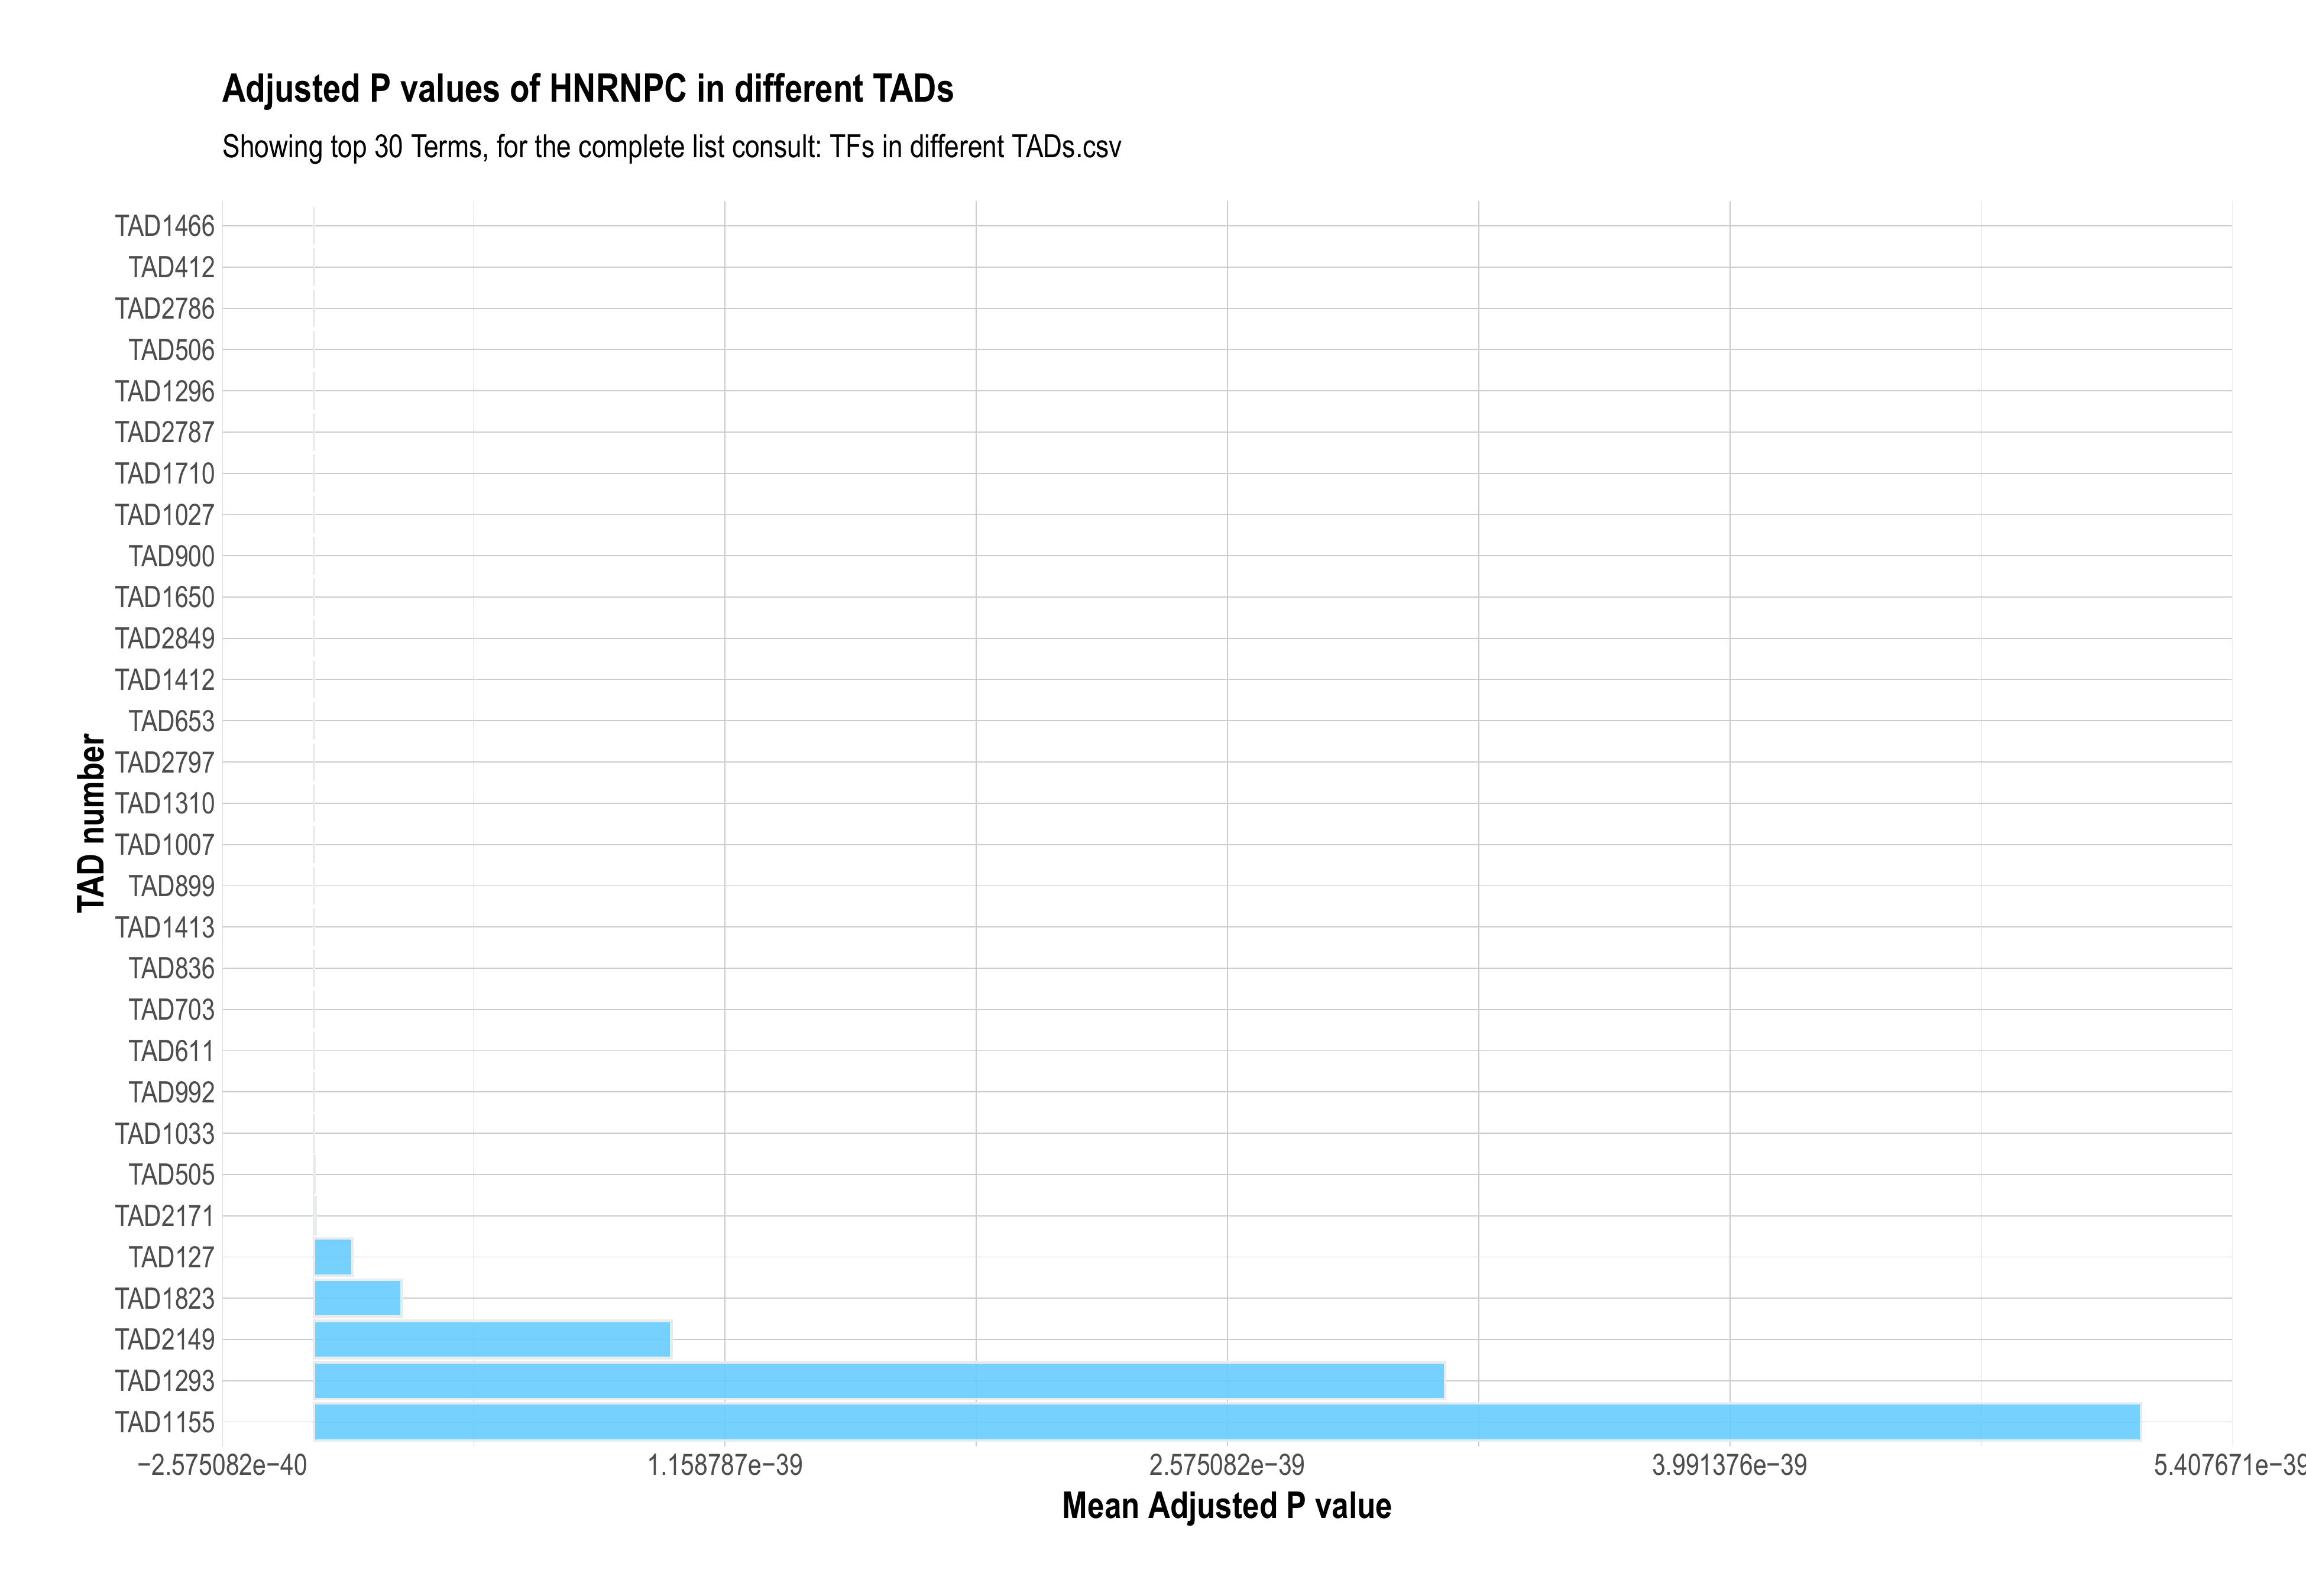 Adjusted P values of HNRNPC in different TADs
Showing top 30 Terms, for the complete list consult: TFs in different TADs.csv
TAD number
TAD1466
TAD412
TAD2786
TAD506
TAD1296
TAD2787
TAD1710
TAD1027
TAD900
TAD1650
TAD2849
TAD1412
TAD653
TAD2797
TAD1310
TAD1007
TAD899
TAD1413
TAD836
TAD703
TAD611
TAD992
TAD1033
TAD505
TAD2171
TAD127
TAD1823
TAD2149
TAD1293
TAD1155
−2.575082e−40 1.158787e−39 2.575082e−39 3.991376e−39 5.407671e−39
Mean Adjusted P value